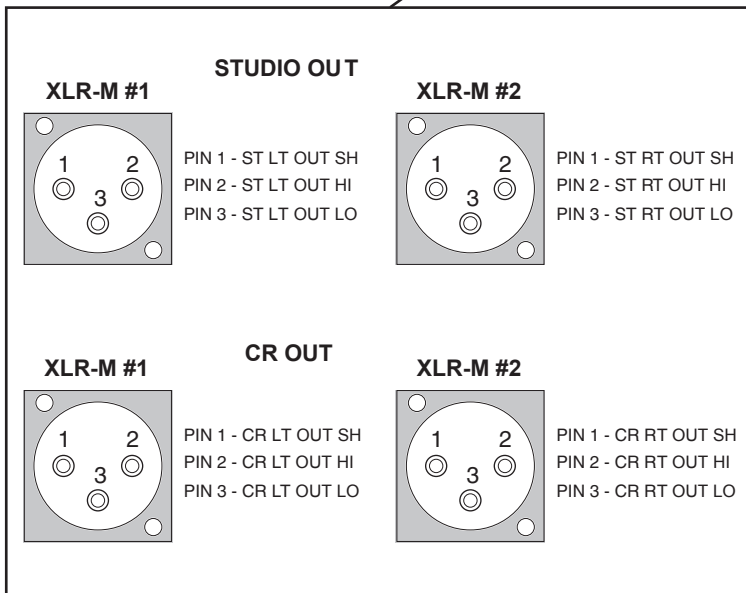 STUDIO OUT
XLR-M #1
XLR-M #2
1 2
3
PIN 1 - ST LT OUT SH
PIN 2 - ST LT OUT HI
PIN 3 - ST LT OUT LO
1 2
3
PIN 1 - ST RT OUT SH
PIN 2 - ST RT OUT HI
PIN 3 - ST RT OUT LO
CR OUT
XLR-M #1
XLR-M #2
1 2
3
PIN 1 - CR LT OUT SH
PIN 2 - CR LT OUT HI
PIN 3 - CR LT OUT LO
1 2
3
PIN 1 - CR RT OUT SH
PIN 2 - CR RT OUT HI
PIN 3 - CR RT OUT LO